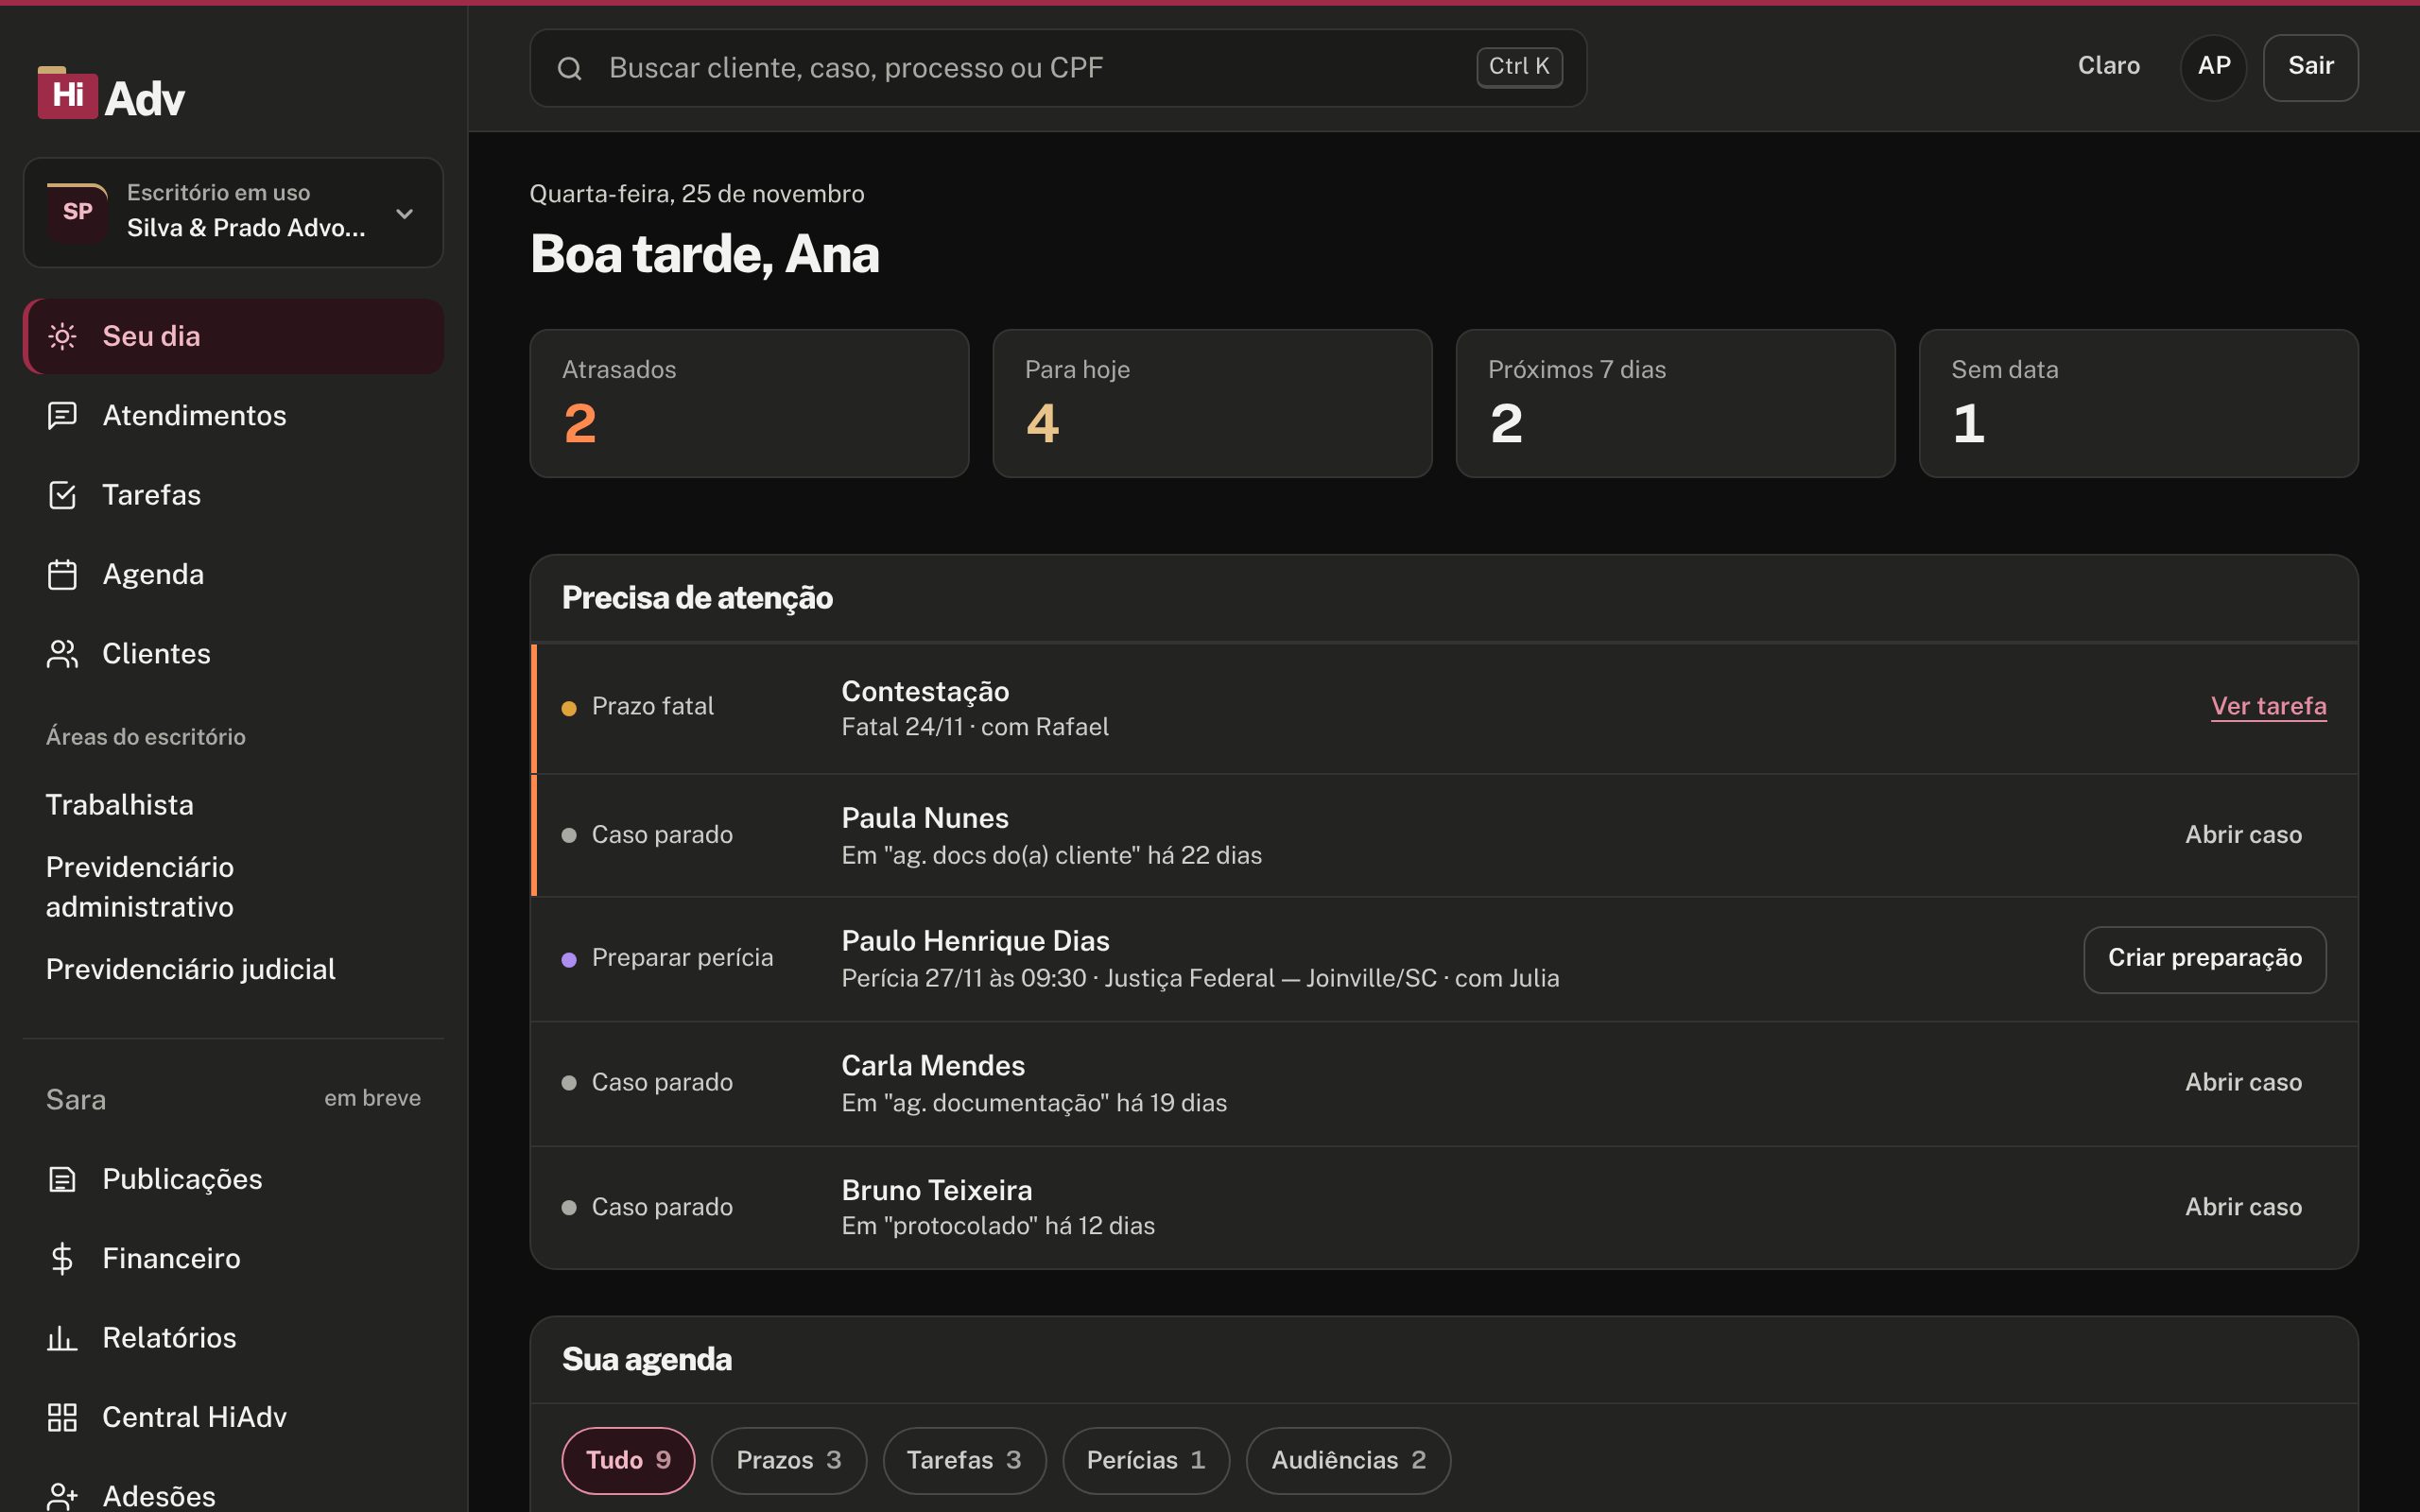 Hi Adv
Escritório em uso
SP
Silva & Prado Advo...
Seu dia
Atendimentos
Tarefas
Agenda
Clientes
Áreas do escritório
Trabalhista
Previdenciário
administrativo
Previdenciário judicial
Sara em breve
Publicações
Financeiro
Relatórios
Central HiAdv
Adesões
Buscar cliente, caso, processo ou CPF Ctrl K
Claro AP Sair
Quarta-feira, 25 de novembro
Boa tarde, Ana
Atrasados
2
Para hoje
4
Próximos 7 dias
2
Sem data
1
Precisa de atenção
Prazo fatal
Contestação
Fatal 24/11 · com Rafael
Ver tarefa
Caso parado
Paula Nunes
Em "ag. docs do(a) cliente" há 22 dias
Abrir caso
Preparar perícia
Paulo Henrique Dias
Perícia 27/11 às 09:30 · Justiça Federal — Joinville/SC · com Julia
Criar preparação
Caso parado
Carla Mendes
Em "ag. documentação" há 19 dias
Abrir caso
Caso parado
Bruno Teixeira
Em "protocolado" há 12 dias
Abrir caso
Sua agenda
Tudo 9 Prazos 3 Tarefas 3 Perícias 1 Audiências 2